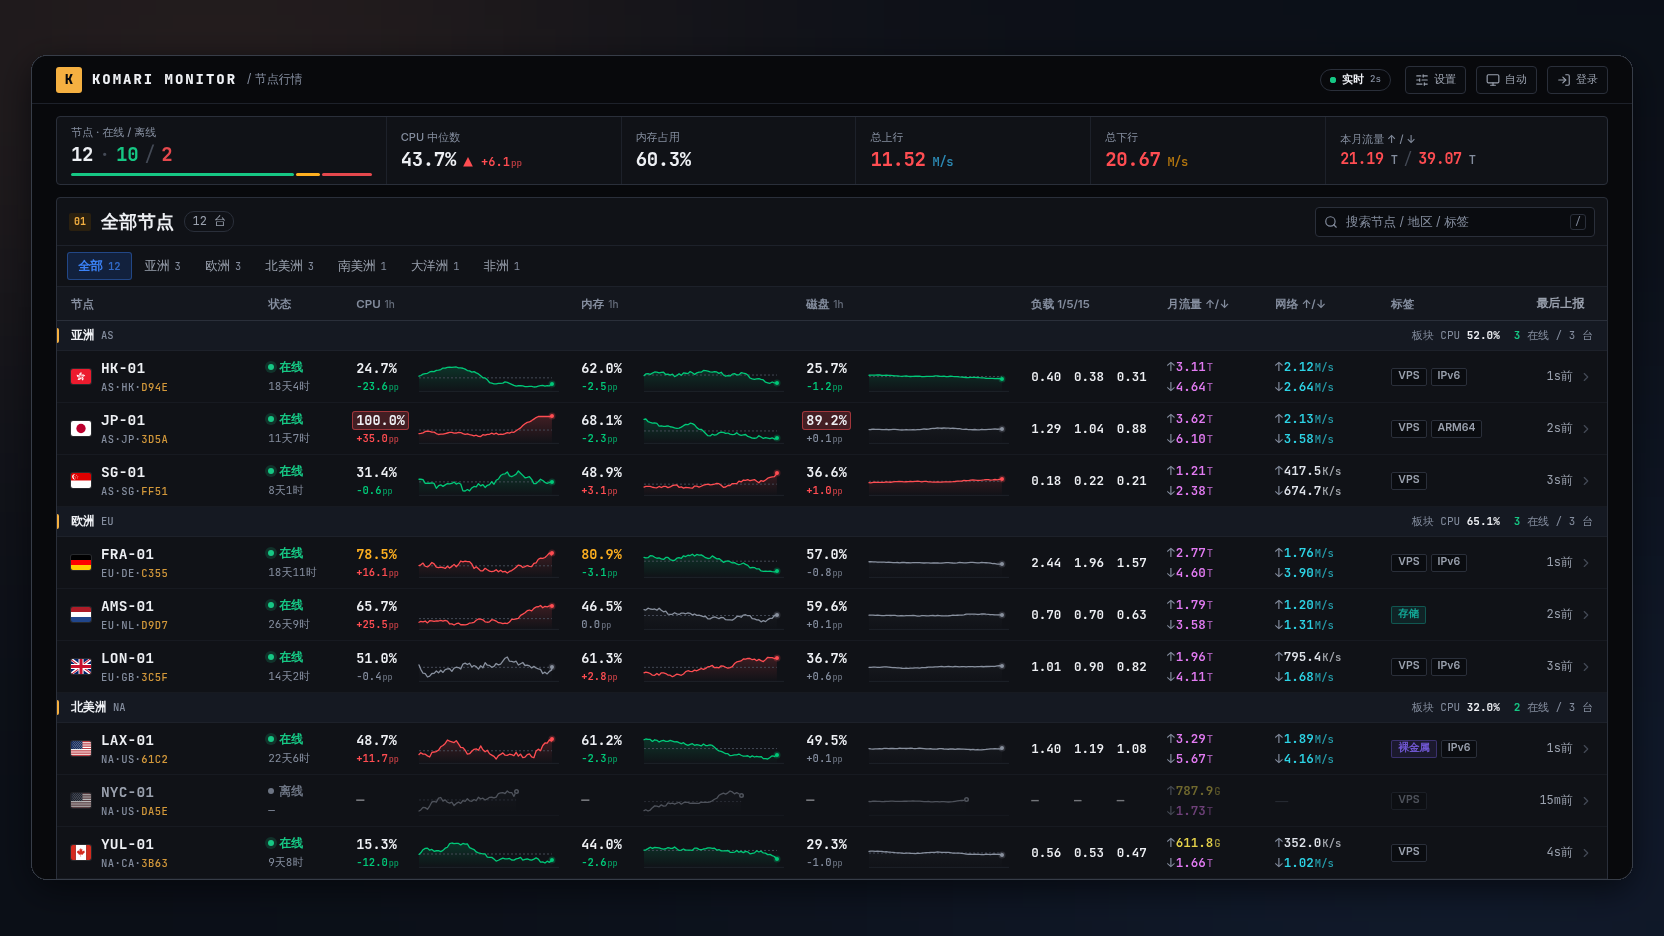 K KOMARI MONITOR / 节点行情 实时 2s 设置 自动 登录
节点 · 在线 / 离线 CPU 中位数 内存占用 总上行 总下行 本月流量 ↑ / ↓
12 · 10 / 2 43.7% ▲ +6.1pp 60.3% 11.52 M/s 20.67 M/s 21.19 T / 39.07 T
01 全部节点 12 台 搜索节点 / 地区 / 标签 /
全部 12 亚洲 3 欧洲 3 北美洲 3 南美洲 1 大洋洲 1 非洲 1
节点 状态 CPU 1h 内存 1h 磁盘 1h 负载 1/5/15 月流量 ↑/↓ 网络 ↑/↓ 标签 最后上报
亚洲 AS 板块 CPU 52.0% 3 在线 / 3 台
HK-01 在线 24.7% 62.0% 25.7% 0.40 0.38 0.31 ↑3.11T ↑2.12M/s VPS IPv6 1s前
AS·HK·D94E 18天4时 -23.6pp -2.5pp -1.2pp ↓4.64T ↓2.64M/s
JP-01 在线 100.0% 68.1% 89.2% 1.29 1.04 0.88 ↑3.62T ↑2.13M/s VPS ARM64 2s前
AS·JP·3D5A 11天7时 +35.0pp -2.3pp +0.1pp ↓6.10T ↓3.58M/s
SG-01 在线 31.4% 48.9% 36.6% 0.18 0.22 0.21 ↑1.21T ↑417.5K/s VPS 3s前
AS·SG·FF51 8天1时 -0.6pp +3.1pp +1.0pp ↓2.38T ↓674.7K/s
欧洲 EU 板块 CPU 65.1% 3 在线 / 3 台
FRA-01 在线 78.5% 80.9% 57.0% 2.44 1.96 1.57 ↑2.77T ↑1.76M/s VPS IPv6 1s前
EU·DE·C355 18天11时 +16.1pp -3.1pp -0.8pp ↓4.60T ↓3.90M/s
AMS-01 在线 65.7% 46.5% 59.6% 0.70 0.70 0.63 ↑1.79T ↑1.20M/s 存储 2s前
EU·NL·D9D7 26天9时 +25.5pp 0.0pp +0.1pp ↓3.58T ↓1.31M/s
LON-01 在线 51.0% 61.3% 36.7% 1.01 0.90 0.82 ↑1.96T ↑795.4K/s VPS IPv6 3s前
EU·GB·3C5F 14天2时 -0.4pp +2.8pp +0.6pp ↓4.11T ↓1.68M/s
北美洲 NA 板块 CPU 32.0% 2 在线 / 3 台
LAX-01 在线 48.7% 61.2% 49.5% 1.40 1.19 1.08 ↑3.29T ↑1.89M/s 裸金属 IPv6 1s前
NA·US·61C2 22天6时 +11.7pp -2.3pp +0.1pp ↓5.67T ↓4.16M/s
NYC-01 离线 — — — — — — ↑787.9G — VPS 15m前
NA·US·DA5E — ↓1.73T
YUL-01 在线 15.3% 44.0% 29.3% 0.56 0.53 0.47 ↑611.8G ↑352.0K/s VPS 4s前
NA·CA·3B63 9天8时 -12.0pp -2.6pp -1.0pp ↓1.66T ↓1.02M/s